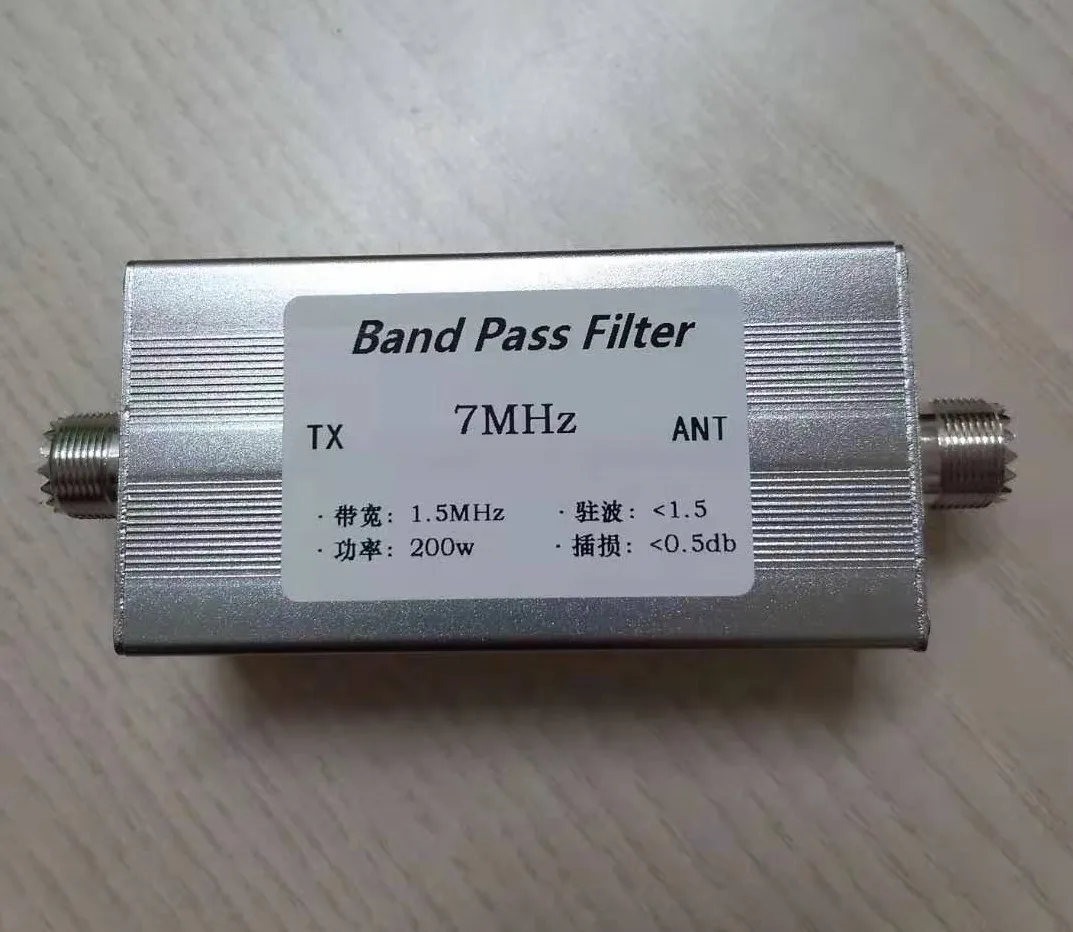 Band Pass Filter
TX 7MHz ANT
· 带宽: 1.5MHz · 驻波: <1.5
· 功率: 200w · 插损: <0.5db